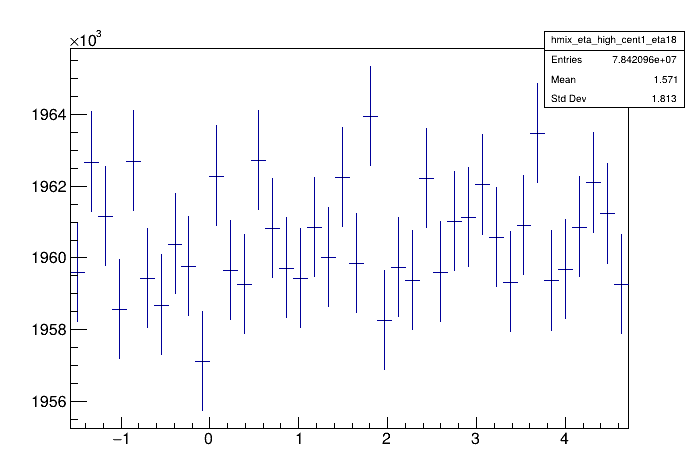 ×10³
hmix_eta_high_cent1_eta18
Entries 7.842096e+07
Mean 1.571
Std Dev 1.813
1964
1962
1960
1958
1956
−1 0 1 2 3 4